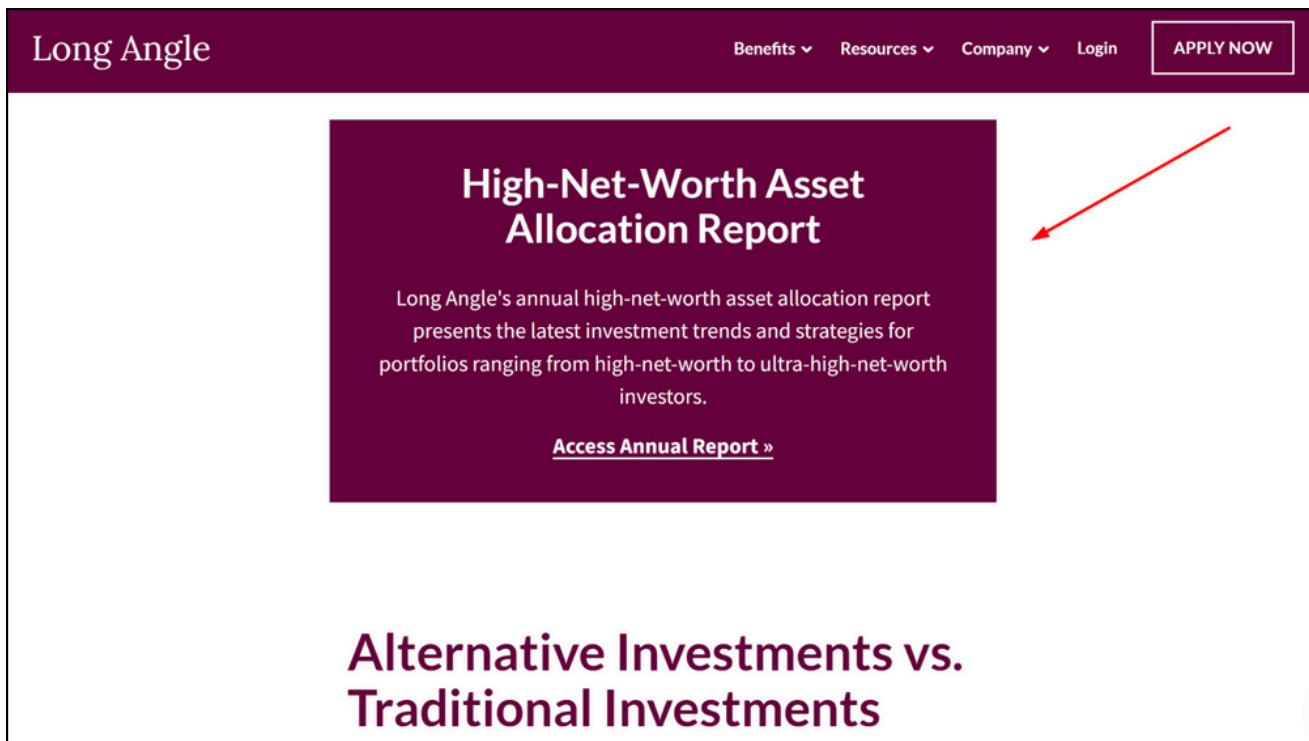 Long Angle
Benefits
Resources
Company
Login
APPLY NOW
High-Net-Worth Asset
Allocation Report
Long Angle's annual high-net-worth asset allocation report
presents the latest investment trends and strategies for
portfolios ranging from high-net-worth to ultra-high-net-worth
investors.
Access Annual Report »
Alternative Investments vs.
Traditional Investments